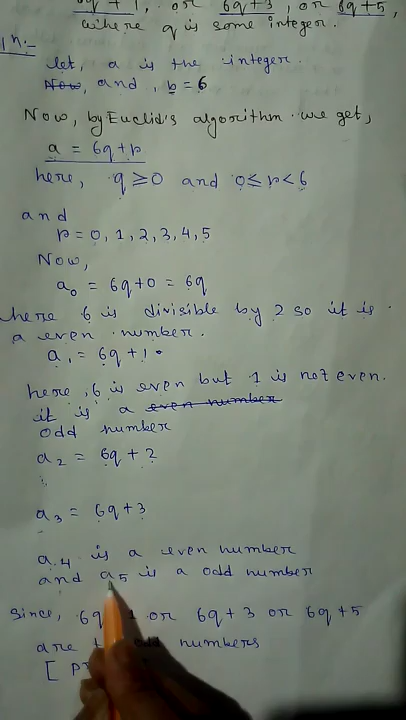 6q + 1, or 6q+3, or 6q+5,
where q is some integer.
1n:-
let, a is the integer.
Now, and, b = 6
Now, by Euclid's algorithm we get,
a = 6q+r
here, q ≥ 0 and 0 ≤ r < 6
and
r = 0, 1, 2, 3, 4, 5
Now,
a0 = 6q+0 = 6q
here 6 is divisible by 2 so it is
a even number.
a1 = 6q+1.
here, 6 is even but 1 is not even.
it is a even number
odd number
a2 = 6q + 2
:
a3 = 6q+3
a4 is a even number
and a5 is a odd number
Since, 6q 1 or 6q + 3 or 6q + 5
are odd numbers
[